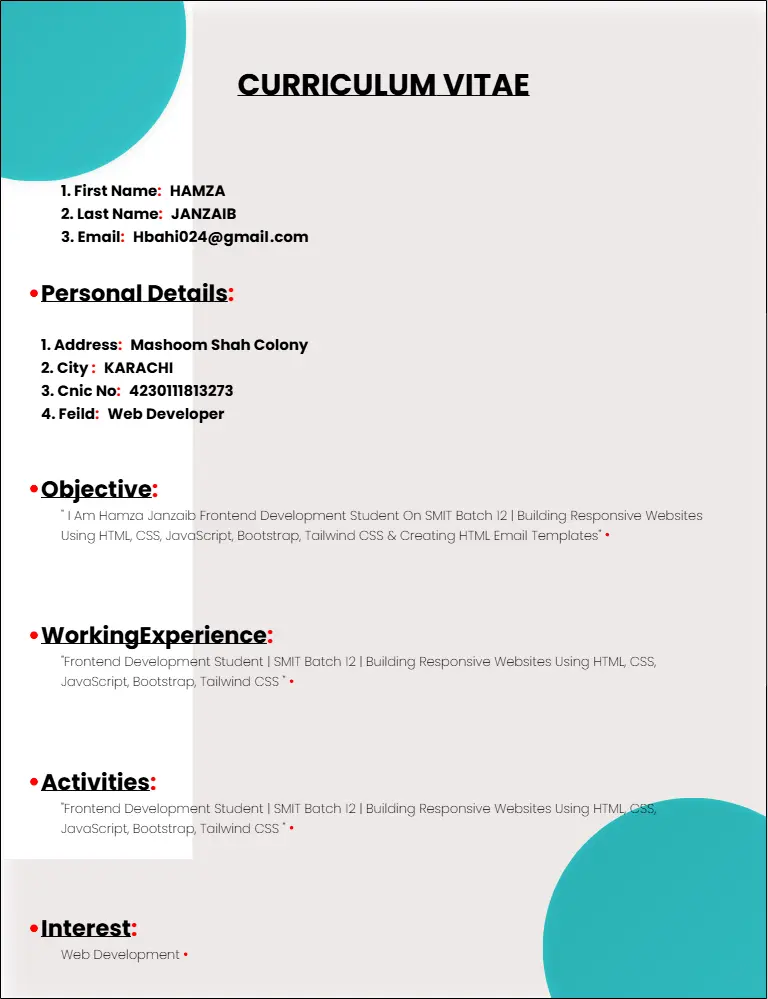 CURRICULUM VITAE
1. First Name: HAMZA
2. Last Name: JANZAIB
3. Email: Hbahi024@gmail.com
•Personal Details:
1. Address: Mashoom Shah Colony
2. City : KARACHI
3. Cnic No: 4230111813273
4. Feild: Web Developer
•Objective:
" I Am Hamza Janzaib Frontend Development Student On SMIT Batch 12 | Building Responsive Websites
Using HTML, CSS, JavaScript, Bootstrap, Tailwind CSS & Creating HTML Email Templates" •
•WorkingExperience:
"Frontend Development Student | SMIT Batch 12 | Building Responsive Websites Using HTML, CSS,
JavaScript, Bootstrap, Tailwind CSS " •
•Activities:
"Frontend Development Student | SMIT Batch 12 | Building Responsive Websites Using HTML, CSS,
JavaScript, Bootstrap, Tailwind CSS " •
•Interest:
Web Development •